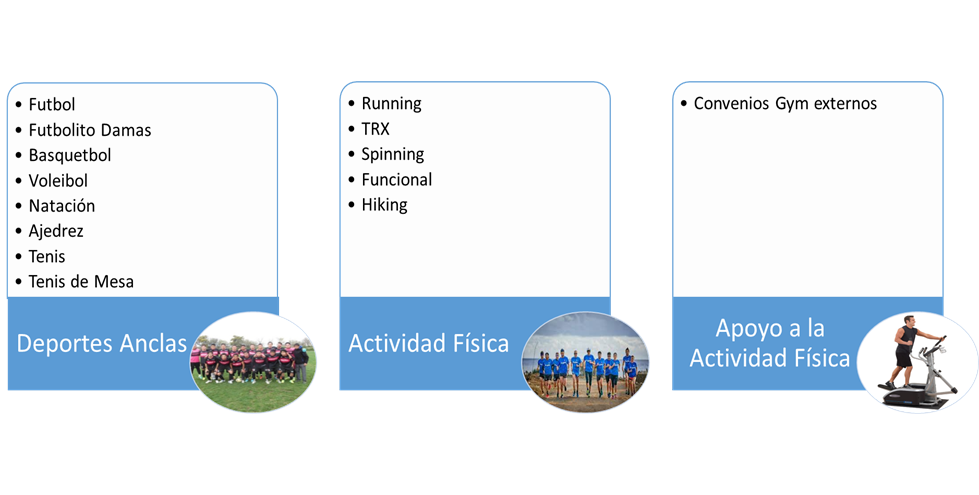 • Futbol
• Futbolito Damas
• Basquetbol
• Voleibol
• Natación
• Ajedrez
• Tenis
• Tenis de Mesa
Deportes Anclas
• Running
• TRX
• Spinning
• Funcional
• Hiking
Actividad Física
• Convenios Gym externos
Apoyo a la
Actividad Física